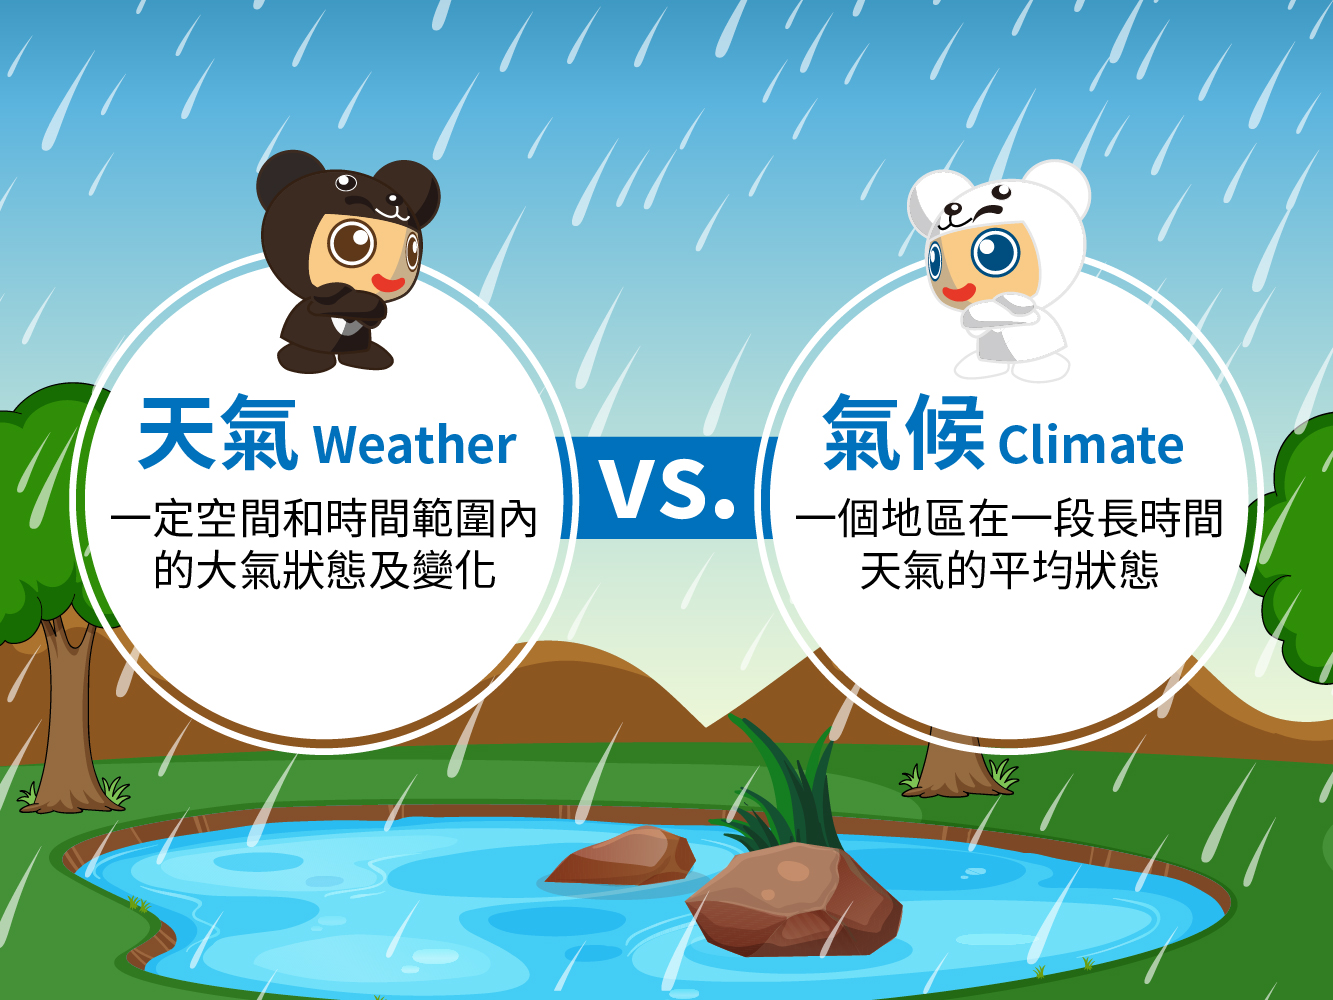 天氣 Weather
一定空間和時間範圍內
的大氣狀態及變化
vs.
氣候 Climate
一個地區在一段長時間
天氣的平均狀態